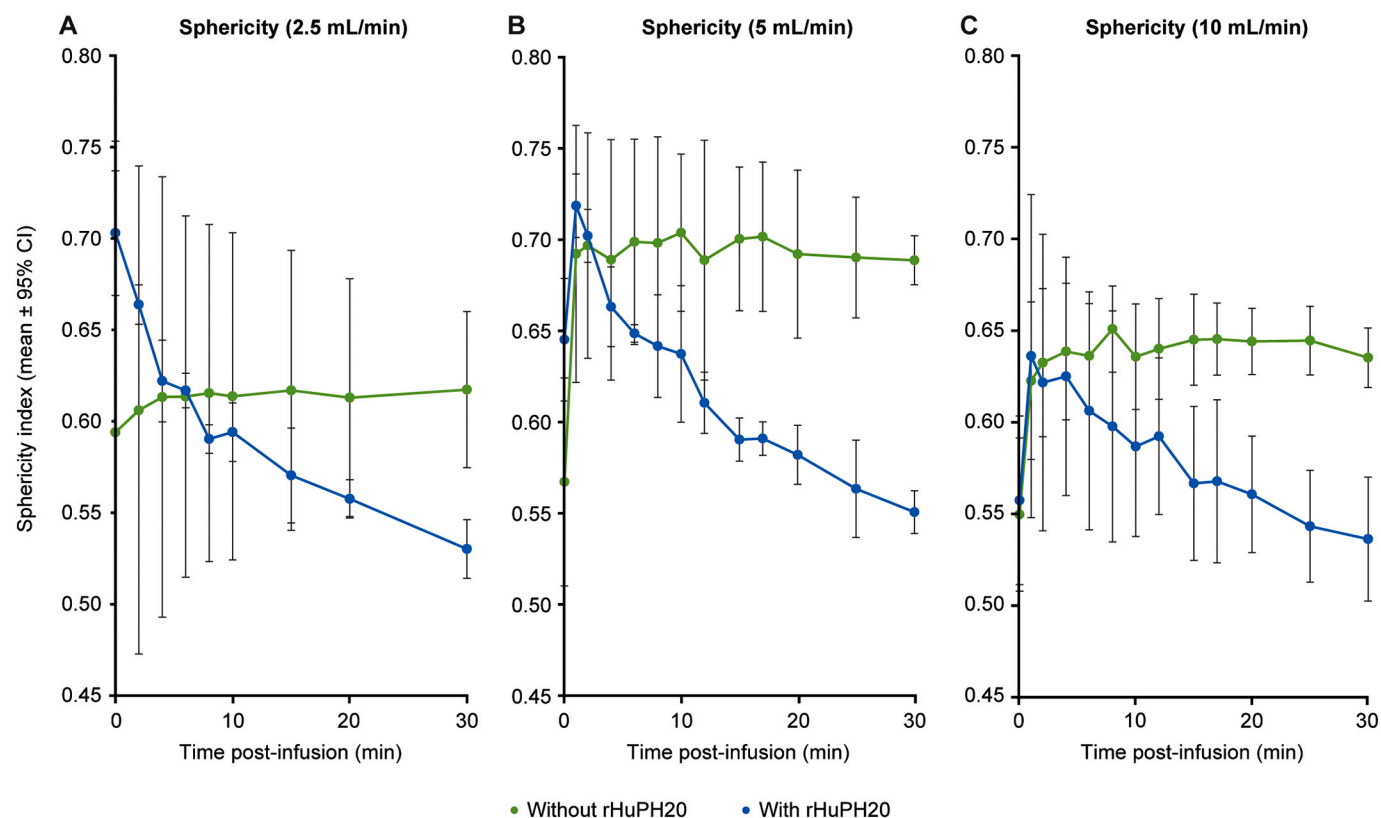 A Sphericity (2.5 mL/min)
B Sphericity (5 mL/min)
C Sphericity (10 mL/min)
Sphericity index (mean ± 95% CI)
0.80
0.75
0.70
0.65
0.60
0.55
0.50
0.45
0 10 20 30
Time post-infusion (min)
0.80
0.75
0.70
0.65
0.60
0.55
0.50
0.45
0 10 20 30
Time post-infusion (min)
0.80
0.75
0.70
0.65
0.60
0.55
0.50
0.45
0 10 20 30
Time post-infusion (min)
Without rHuPH20 With rHuPH20